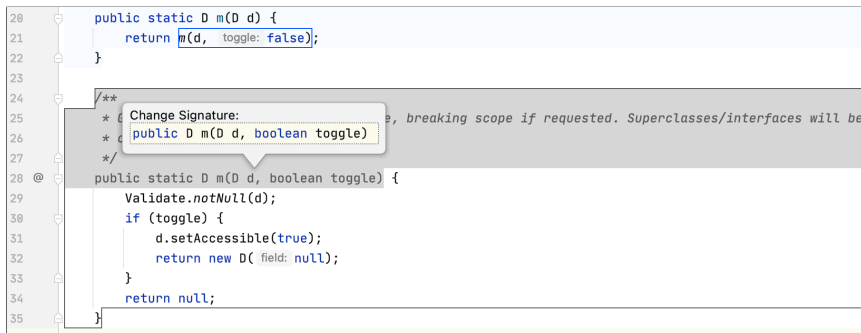 20 public static D m(D d) {
21 return m(d, toggle: false);
22 }
23
24 /**
Change Signature:
25 * e, breaking scope if requested. Superclasses/interfaces will be
public D m(D d, boolean toggle)
26 *
27 */
28 @ public static D m(D d, boolean toggle) {
29 Validate.notNull(d);
30 if (toggle) {
31 d.setAccessible(true);
32 return new D( field: null);
33 }
34 return null;
35 }